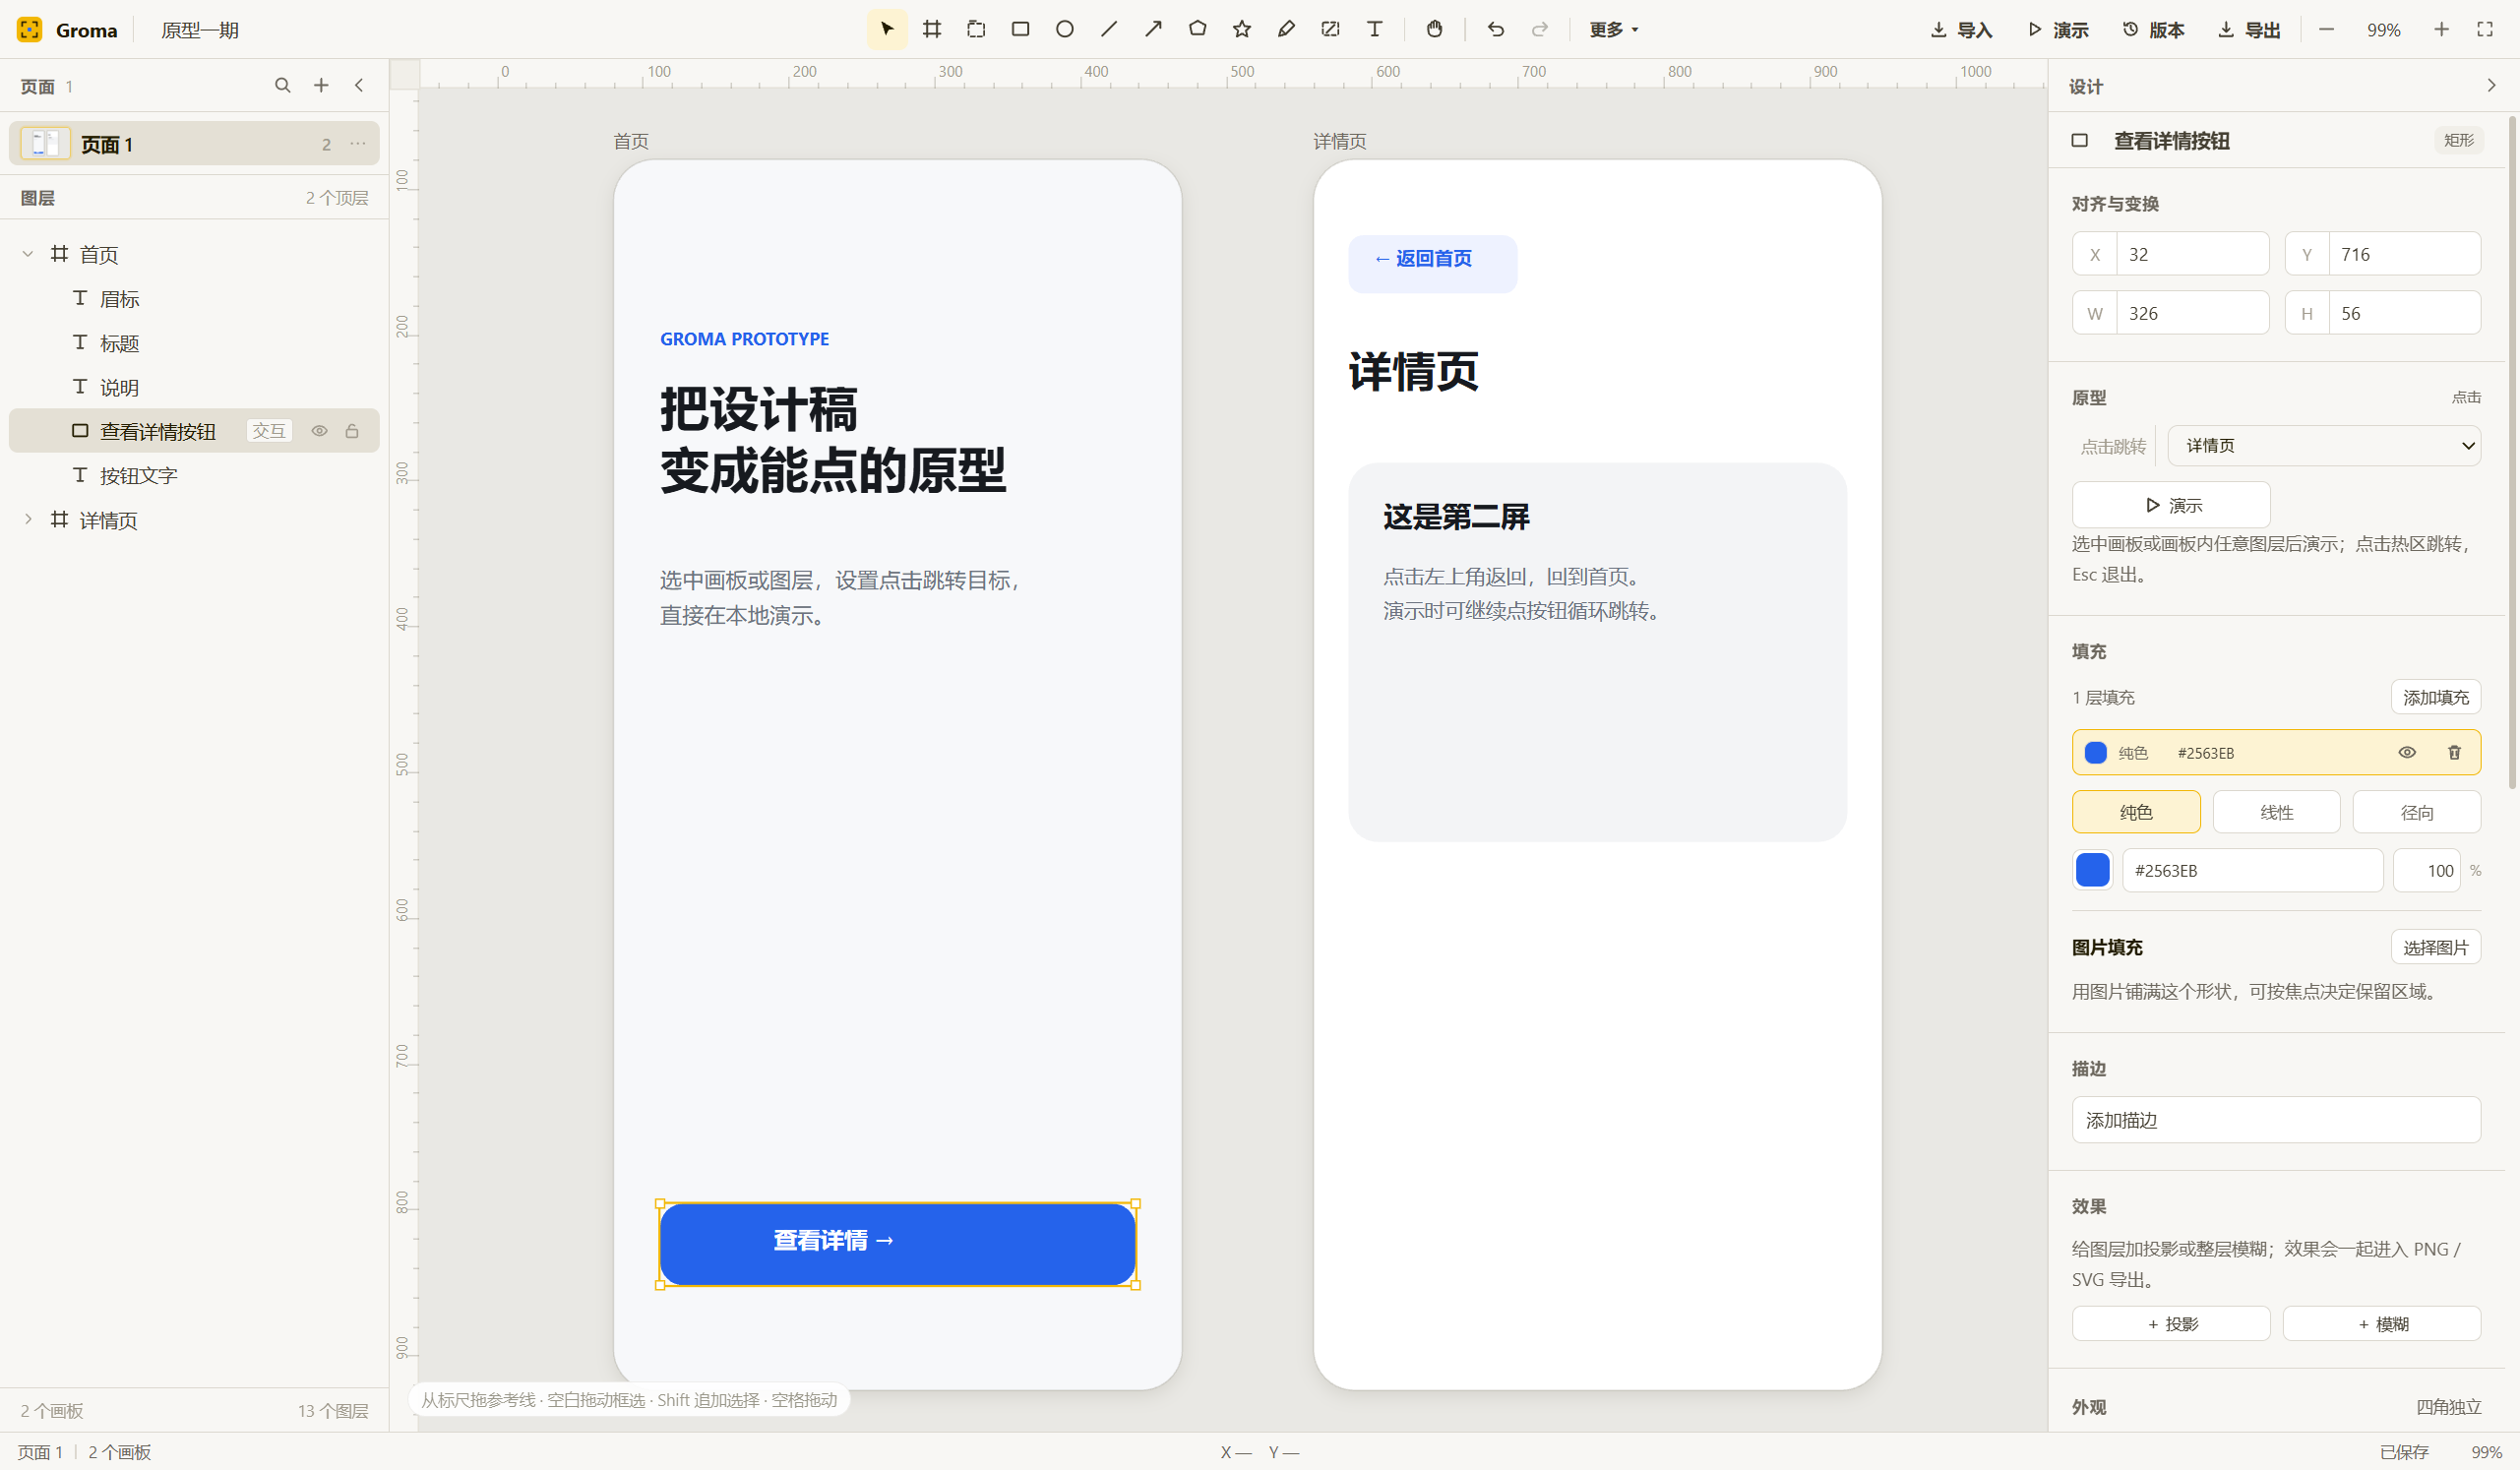 Groma
原型一期
更多
导入
演示
版本
导出
99%
页面 1
页面 1
2
图层
2 个顶层
首页
眉标
标题
说明
查看详情按钮
交互
按钮文字
详情页
2 个画板
13 个图层
0
100
200
300
400
500
600
700
800
900
1000
100
200
300
400
500
600
700
800
900
首页
GROMA PROTOTYPE
把设计稿
变成能点的原型
选中画板或图层，设置点击跳转目标，
直接在本地演示。
查看详情 →
详情页
← 返回首页
详情页
这是第二屏
点击左上角返回，回到首页。
演示时可继续点按钮循环跳转。
从标尺拖参考线 · 空白拖动框选 · Shift 追加选择 · 空格拖动
设计
查看详情按钮
矩形
对齐与变换
X 32
Y 716
W 326
H 56
原型
点击
点击跳转
详情页
演示
选中画板或画板内任意图层后演示；点击热区跳转，
Esc 退出。
填充
1 层填充
添加填充
纯色 #2563EB
纯色
线性
径向
#2563EB
100 %
图片填充
选择图片
用图片铺满这个形状，可按焦点决定保留区域。
描边
添加描边
效果
给图层加投影或整层模糊；效果会一起进入 PNG /
SVG 导出。
+ 投影
+ 模糊
外观
四角独立
页面 1
2 个画板
X — Y —
已保存
99%